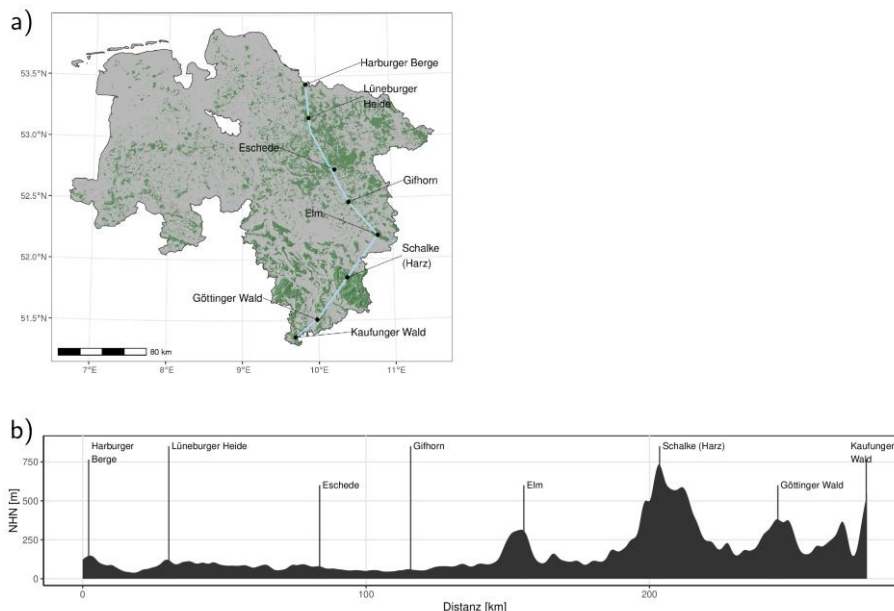 a)
53.5°N
53.0°N
52.5°N
52.0°N
51.5°N
Harburger Berge
Lüneburger
Heide
Eschede
Gifhorn
Elm
Schalke
(Harz)
Göttinger Wald
Kaufunger Wald
80 km
7°E
8°E
9°E
10°E
11°E
b)
Harburger
Berge
Lüneburger Heide
Eschede
Gifhorn
Elm
Schalke (Harz)
Göttinger Wald
Kaufunger
Wald
NHN [m]
750
500
250
0
0
100
200
Distanz [km]